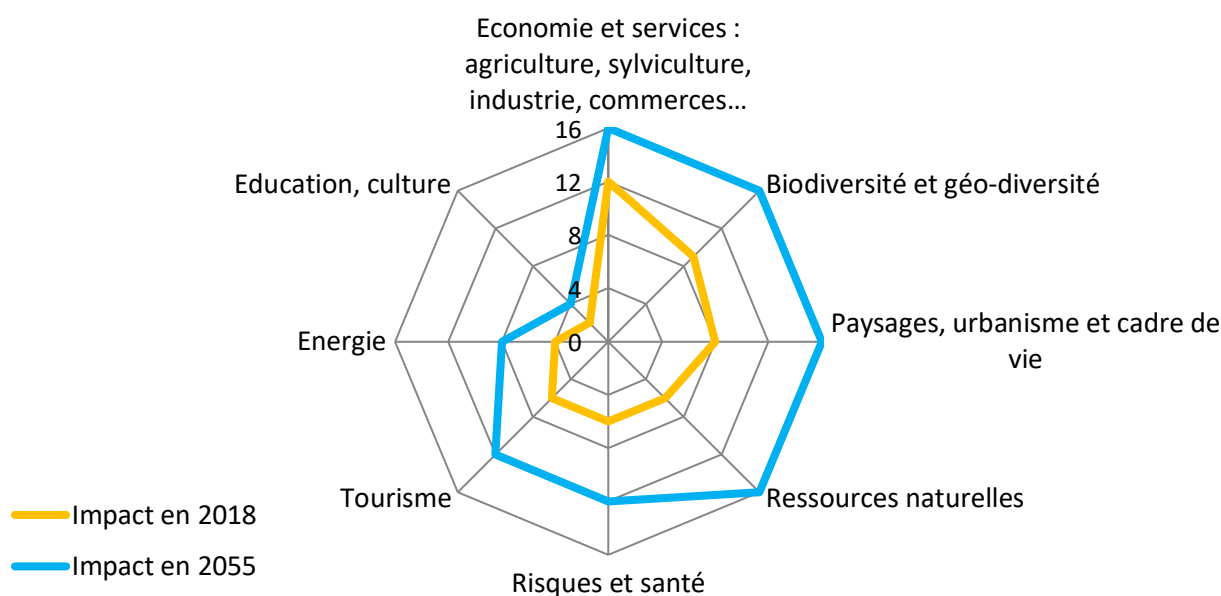 Economie et services :
agriculture, sylviculture,
industrie, commerces…
16
12
8
4
0
Education, culture
Biodiversité et géo-diversité
Energie
Paysages, urbanisme et cadre de
vie
Tourisme
Ressources naturelles
Risques et santé
Impact en 2018
Impact en 2055